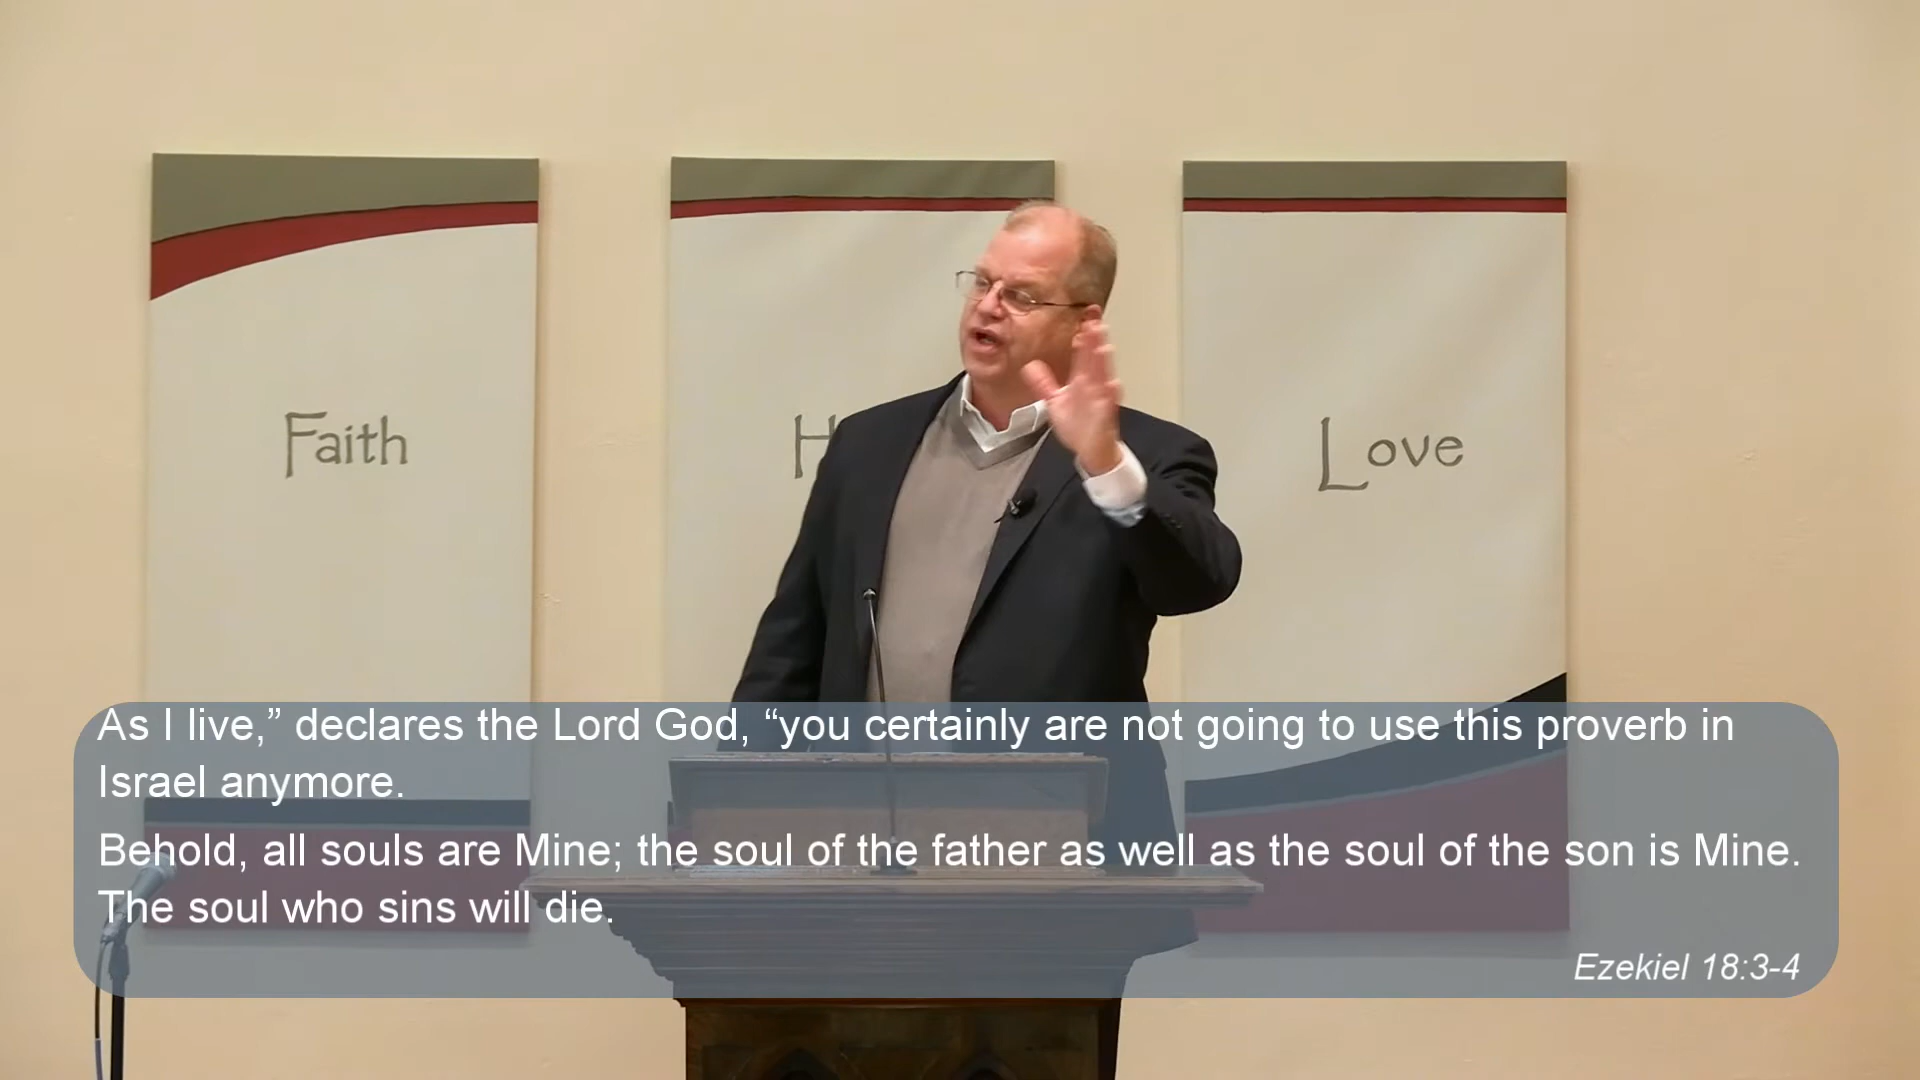 Faith
H
Love
As I live,” declares the Lord God, “you certainly are not going to use this proverb in
Israel anymore.
Behold, all souls are Mine; the soul of the father as well as the soul of the son is Mine.
The soul who sins will die.
Ezekiel 18:3-4